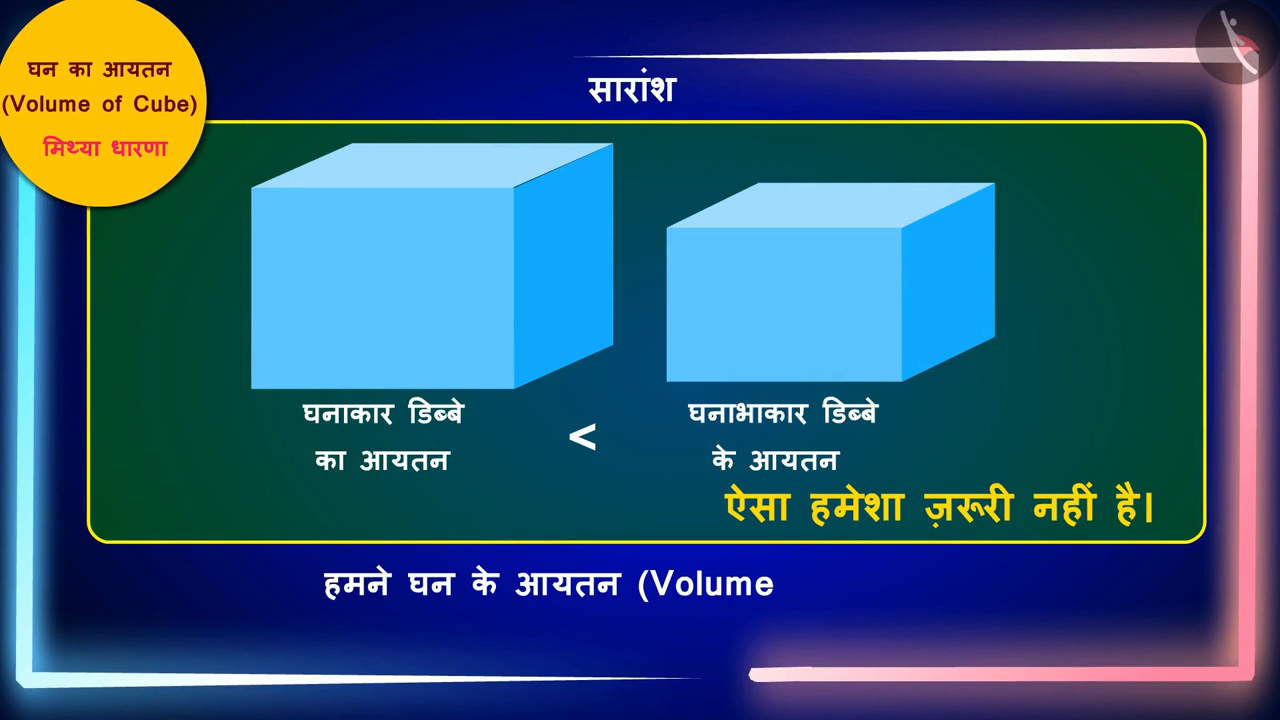 घन का आयतन
(Volume of Cube)
मिथ्या धारणा
सारांश
घनाकार डिब्बे
का आयतन
<
घनाभाकार डिब्बे
के आयतन
ऐसा हमेशा ज़रूरी नहीं है।
हमने घन के आयतन (Volume